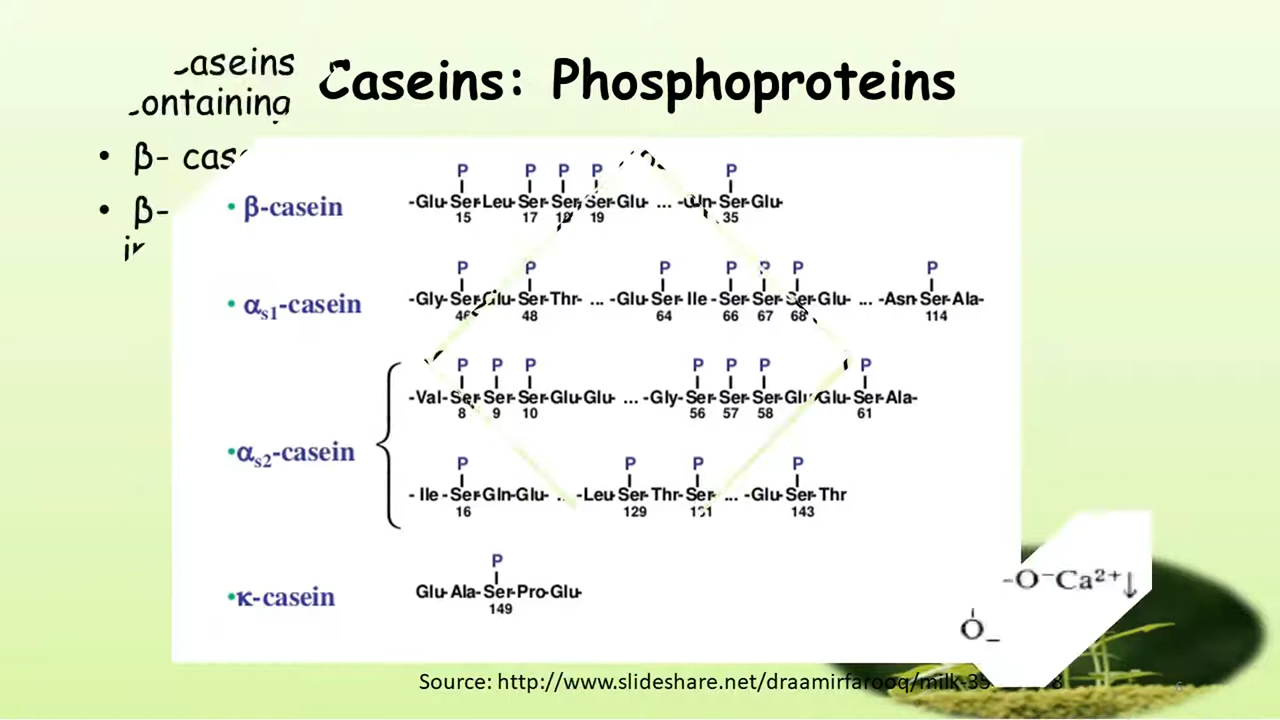 Caseins: Phosphoproteins
aseins
ontaining
• β- cas
• β-
• β-casein
P P P P P
-Glu-Ser-Leu-Ser-Ser-Ser-Glu- ... -Gln-Ser-Glu-
15 17 18 19 35
• αs1-casein
P P P P P P P
-Gly-Ser-Glu-Ser-Thr- ... -Glu-Ser-Ile-Ser-Ser-Ser-Glu- ... -Asn-Ser-Ala-
46 48 64 66 67 68 114
•αs2-casein
P P P P P P P
-Val-Ser-Ser-Ser-Glu-Glu- ... -Gly-Ser-Ser-Ser-Glu-Glu-Ser-Ala-
8 9 10 56 57 58 61
P P P P
-Ile-Ser-Gln-Glu- ... -Leu-Ser-Thr-Ser- ... -Glu-Ser-Thr
16 129 131 143
•κ-casein
P
Glu-Ala-Ser-Pro-Glu-
149
-O⁻Ca²⁺↓
O_
Source: http://www.slideshare.net/draamirfarooq/milk-35
6